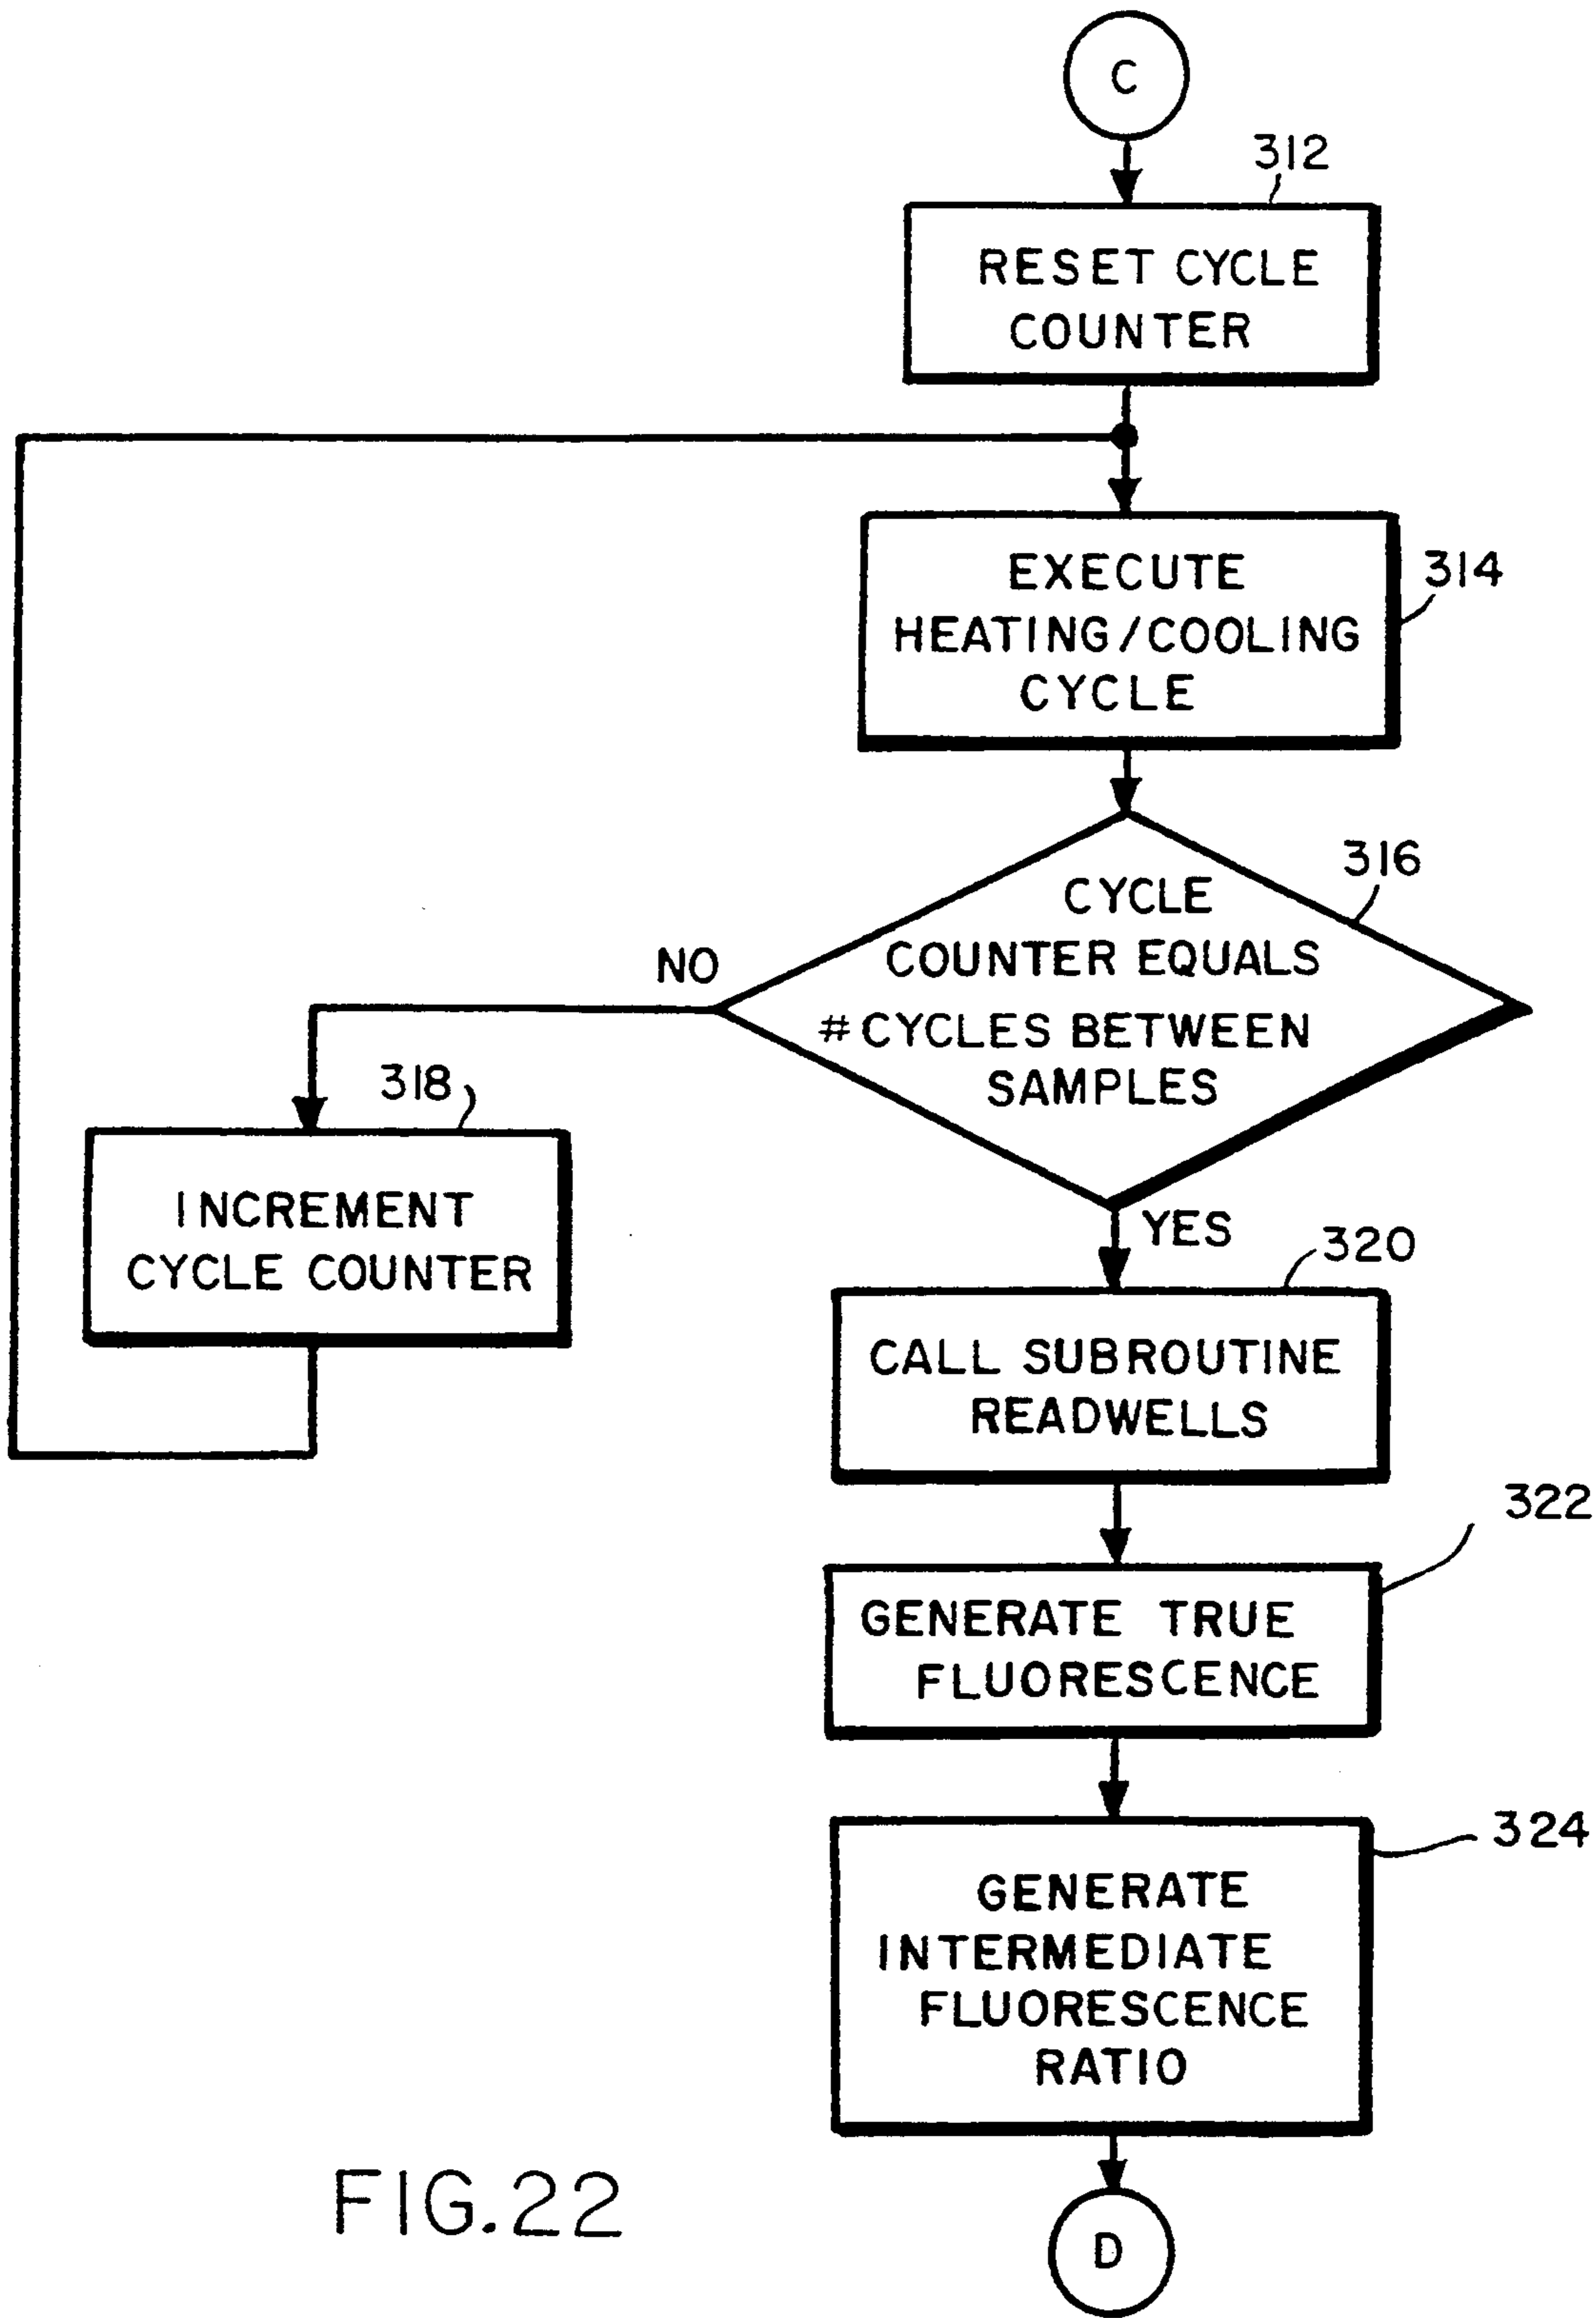 C
312
RESET CYCLE
COUNTER
EXECUTE
HEATING/COOLING
CYCLE
314
316
CYCLE
COUNTER EQUALS
# CYCLES BETWEEN
SAMPLES
NO
318
INCREMENT
CYCLE COUNTER
YES
320
CALL SUBROUTINE
READWELLS
322
GENERATE TRUE
FLUORESCENCE
324
GENERATE
INTERMEDIATE
FLUORESCENCE
RATIO
D
FIG.22